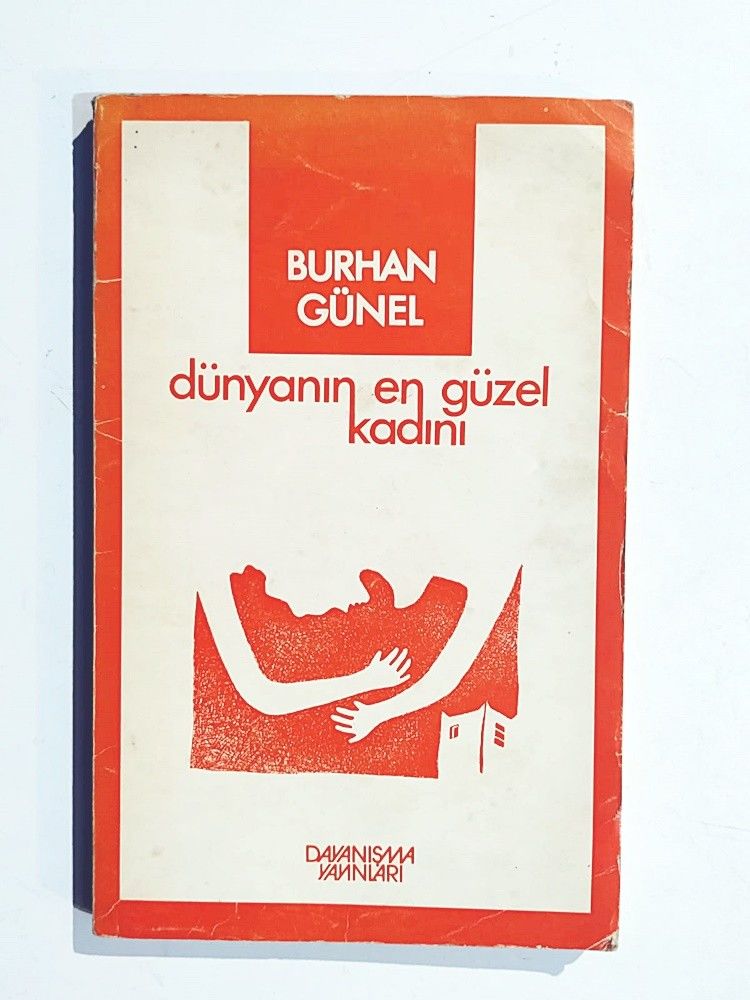 BURHAN
GÜNEL
dünyanın en güzel
kadını
DAYANIŞMA
YAYINLARI